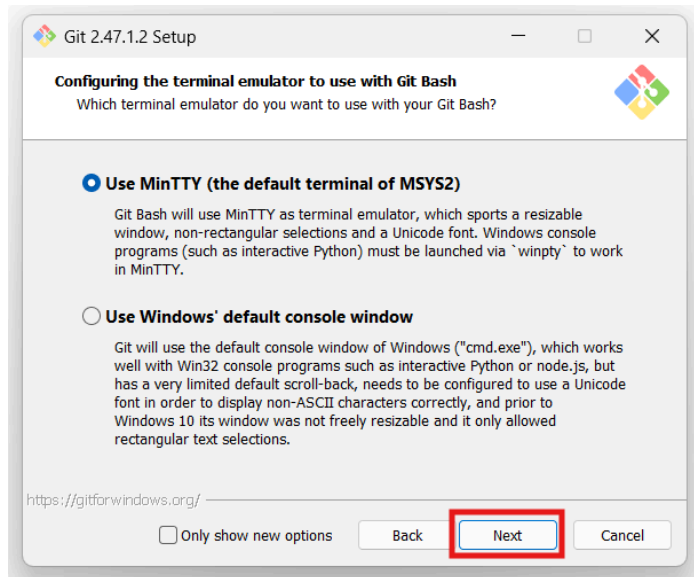 Git 2.47.1.2 Setup
Configuring the terminal emulator to use with Git Bash
Which terminal emulator do you want to use with your Git Bash?
Use MinTTY (the default terminal of MSYS2)
Git Bash will use MinTTY as terminal emulator, which sports a resizable
window, non-rectangular selections and a Unicode font. Windows console
programs (such as interactive Python) must be launched via `winpty` to work
in MinTTY.
Use Windows' default console window
Git will use the default console window of Windows ("cmd.exe"), which works
well with Win32 console programs such as interactive Python or node.js, but
has a very limited default scroll-back, needs to be configured to use a Unicode
font in order to display non-ASCII characters correctly, and prior to
Windows 10 its window was not freely resizable and it only allowed
rectangular text selections.
https://gitforwindows.org/
Only show new options Back Next Cancel